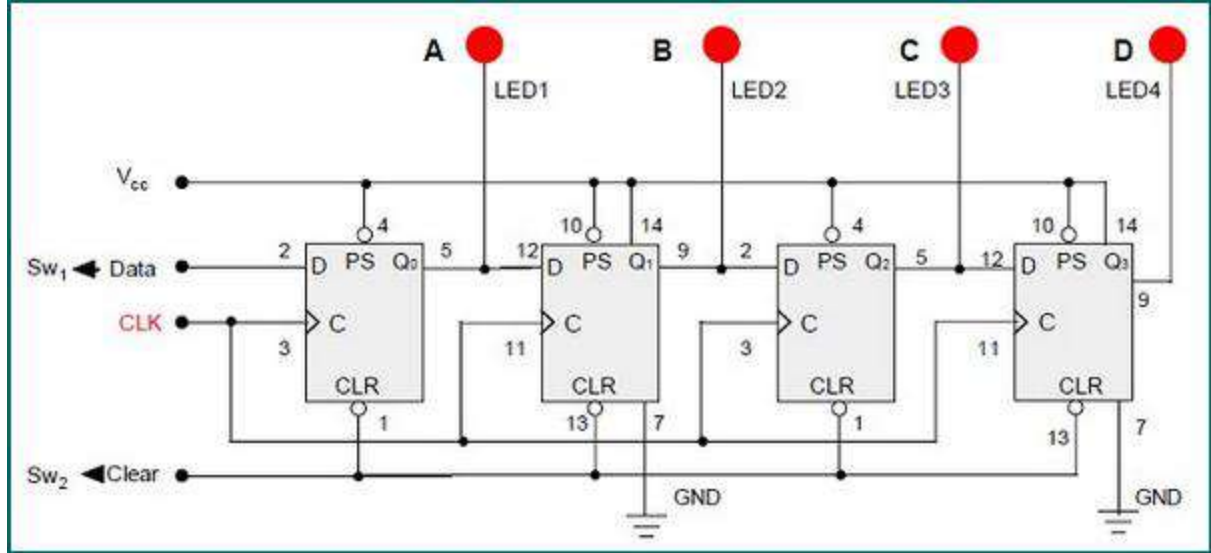 A B C D
LED1 LED2 LED3 LED4
Vcc
4 10 14 4 10 14
Sw1 Data 2 D PS Q0 5 12 D PS Q1 9 2 D PS Q2 5 12 D PS Q3
9
CLK C C C C
3 11 3 11
CLR CLR CLR CLR
1 13 7 1 13 7
Sw2 Clear
GND GND